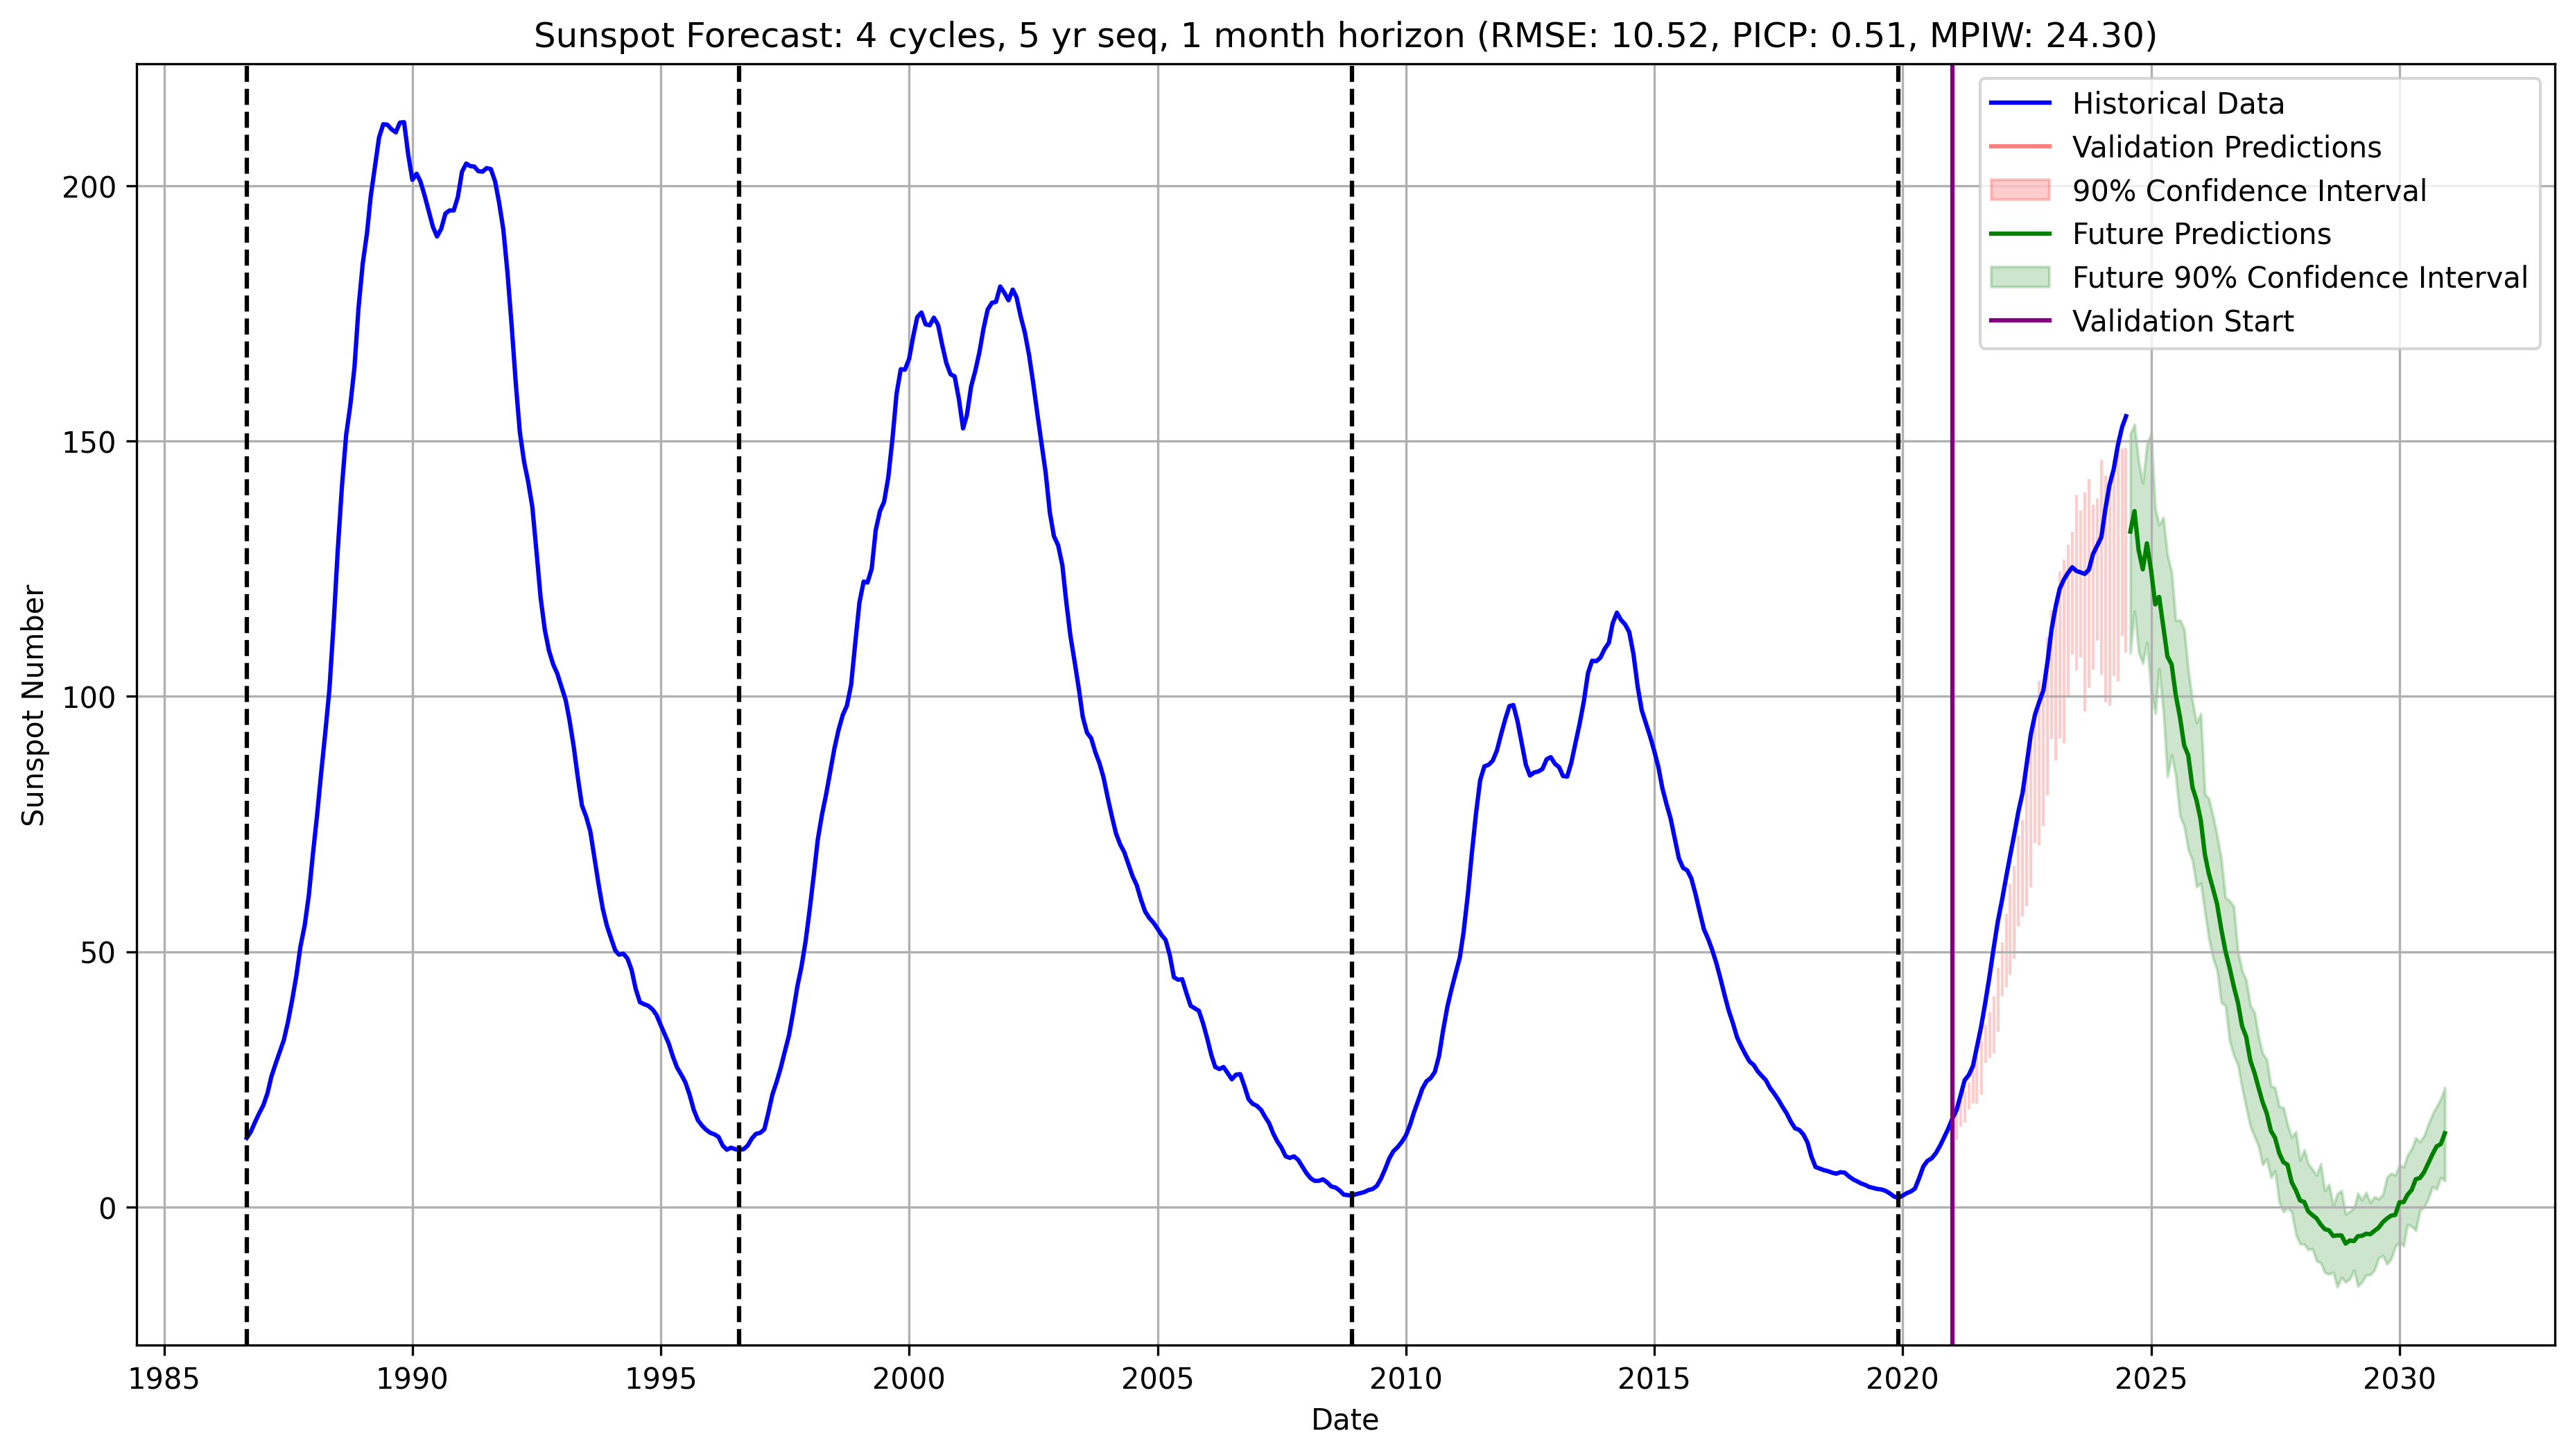 Sunspot Forecast: 4 cycles, 5 yr seq, 1 month horizon (RMSE: 10.52, PICP: 0.51, MPIW: 24.30)
Historical Data
Validation Predictions
90% Confidence Interval
Future Predictions
Future 90% Confidence Interval
Validation Start
Sunspot Number
200
150
100
50
0
1985 1990 1995 2000 2005 2010 2015 2020 2025 2030
Date